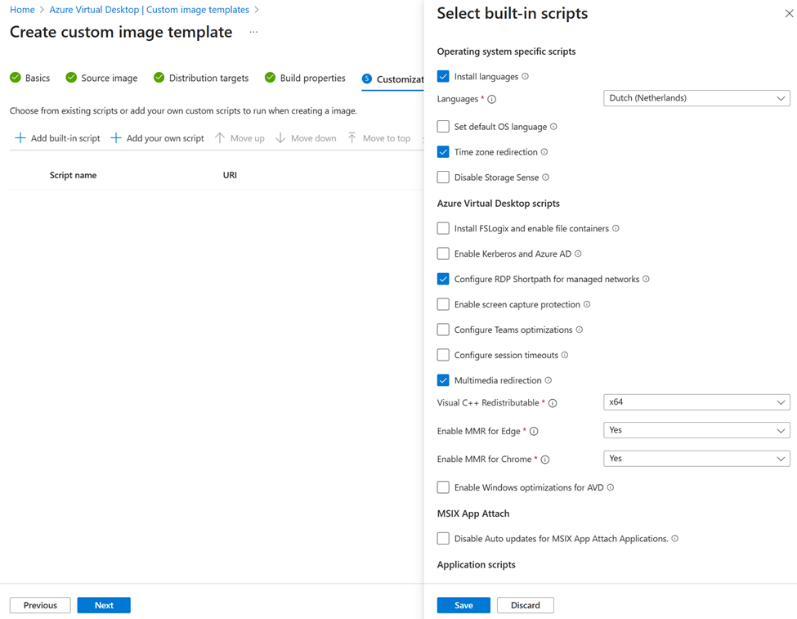 Home > Azure Virtual Desktop | Custom image templates >
Create custom image template ...
Basics Source image Distribution targets Build properties 5
Choose from existing scripts or add your own custom scripts to run when creating a image.
+ Add built-in script + Add your own script ↑ Move up ↓ Move down Move to top
Script name URI
Previous Next
Select built-in scripts
Operating system specific scripts
Install languages
Languages * Dutch (Netherlands)
Set default OS language
Time zone redirection
Disable Storage Sense
Azure Virtual Desktop scripts
Install FSLogix and enable file containers
Enable Kerberos and Azure AD
Configure RDP Shortpath for managed networks
Enable screen capture protection
Configure Teams optimizations
Configure session timeouts
Multimedia redirection
Visual C++ Redistributable * x64
Enable MMR for Edge * Yes
Enable MMR for Chrome * Yes
Enable Windows optimizations for AVD
MSIX App Attach
Disable Auto updates for MSIX App Attach Applications.
Application scripts
Save Discard